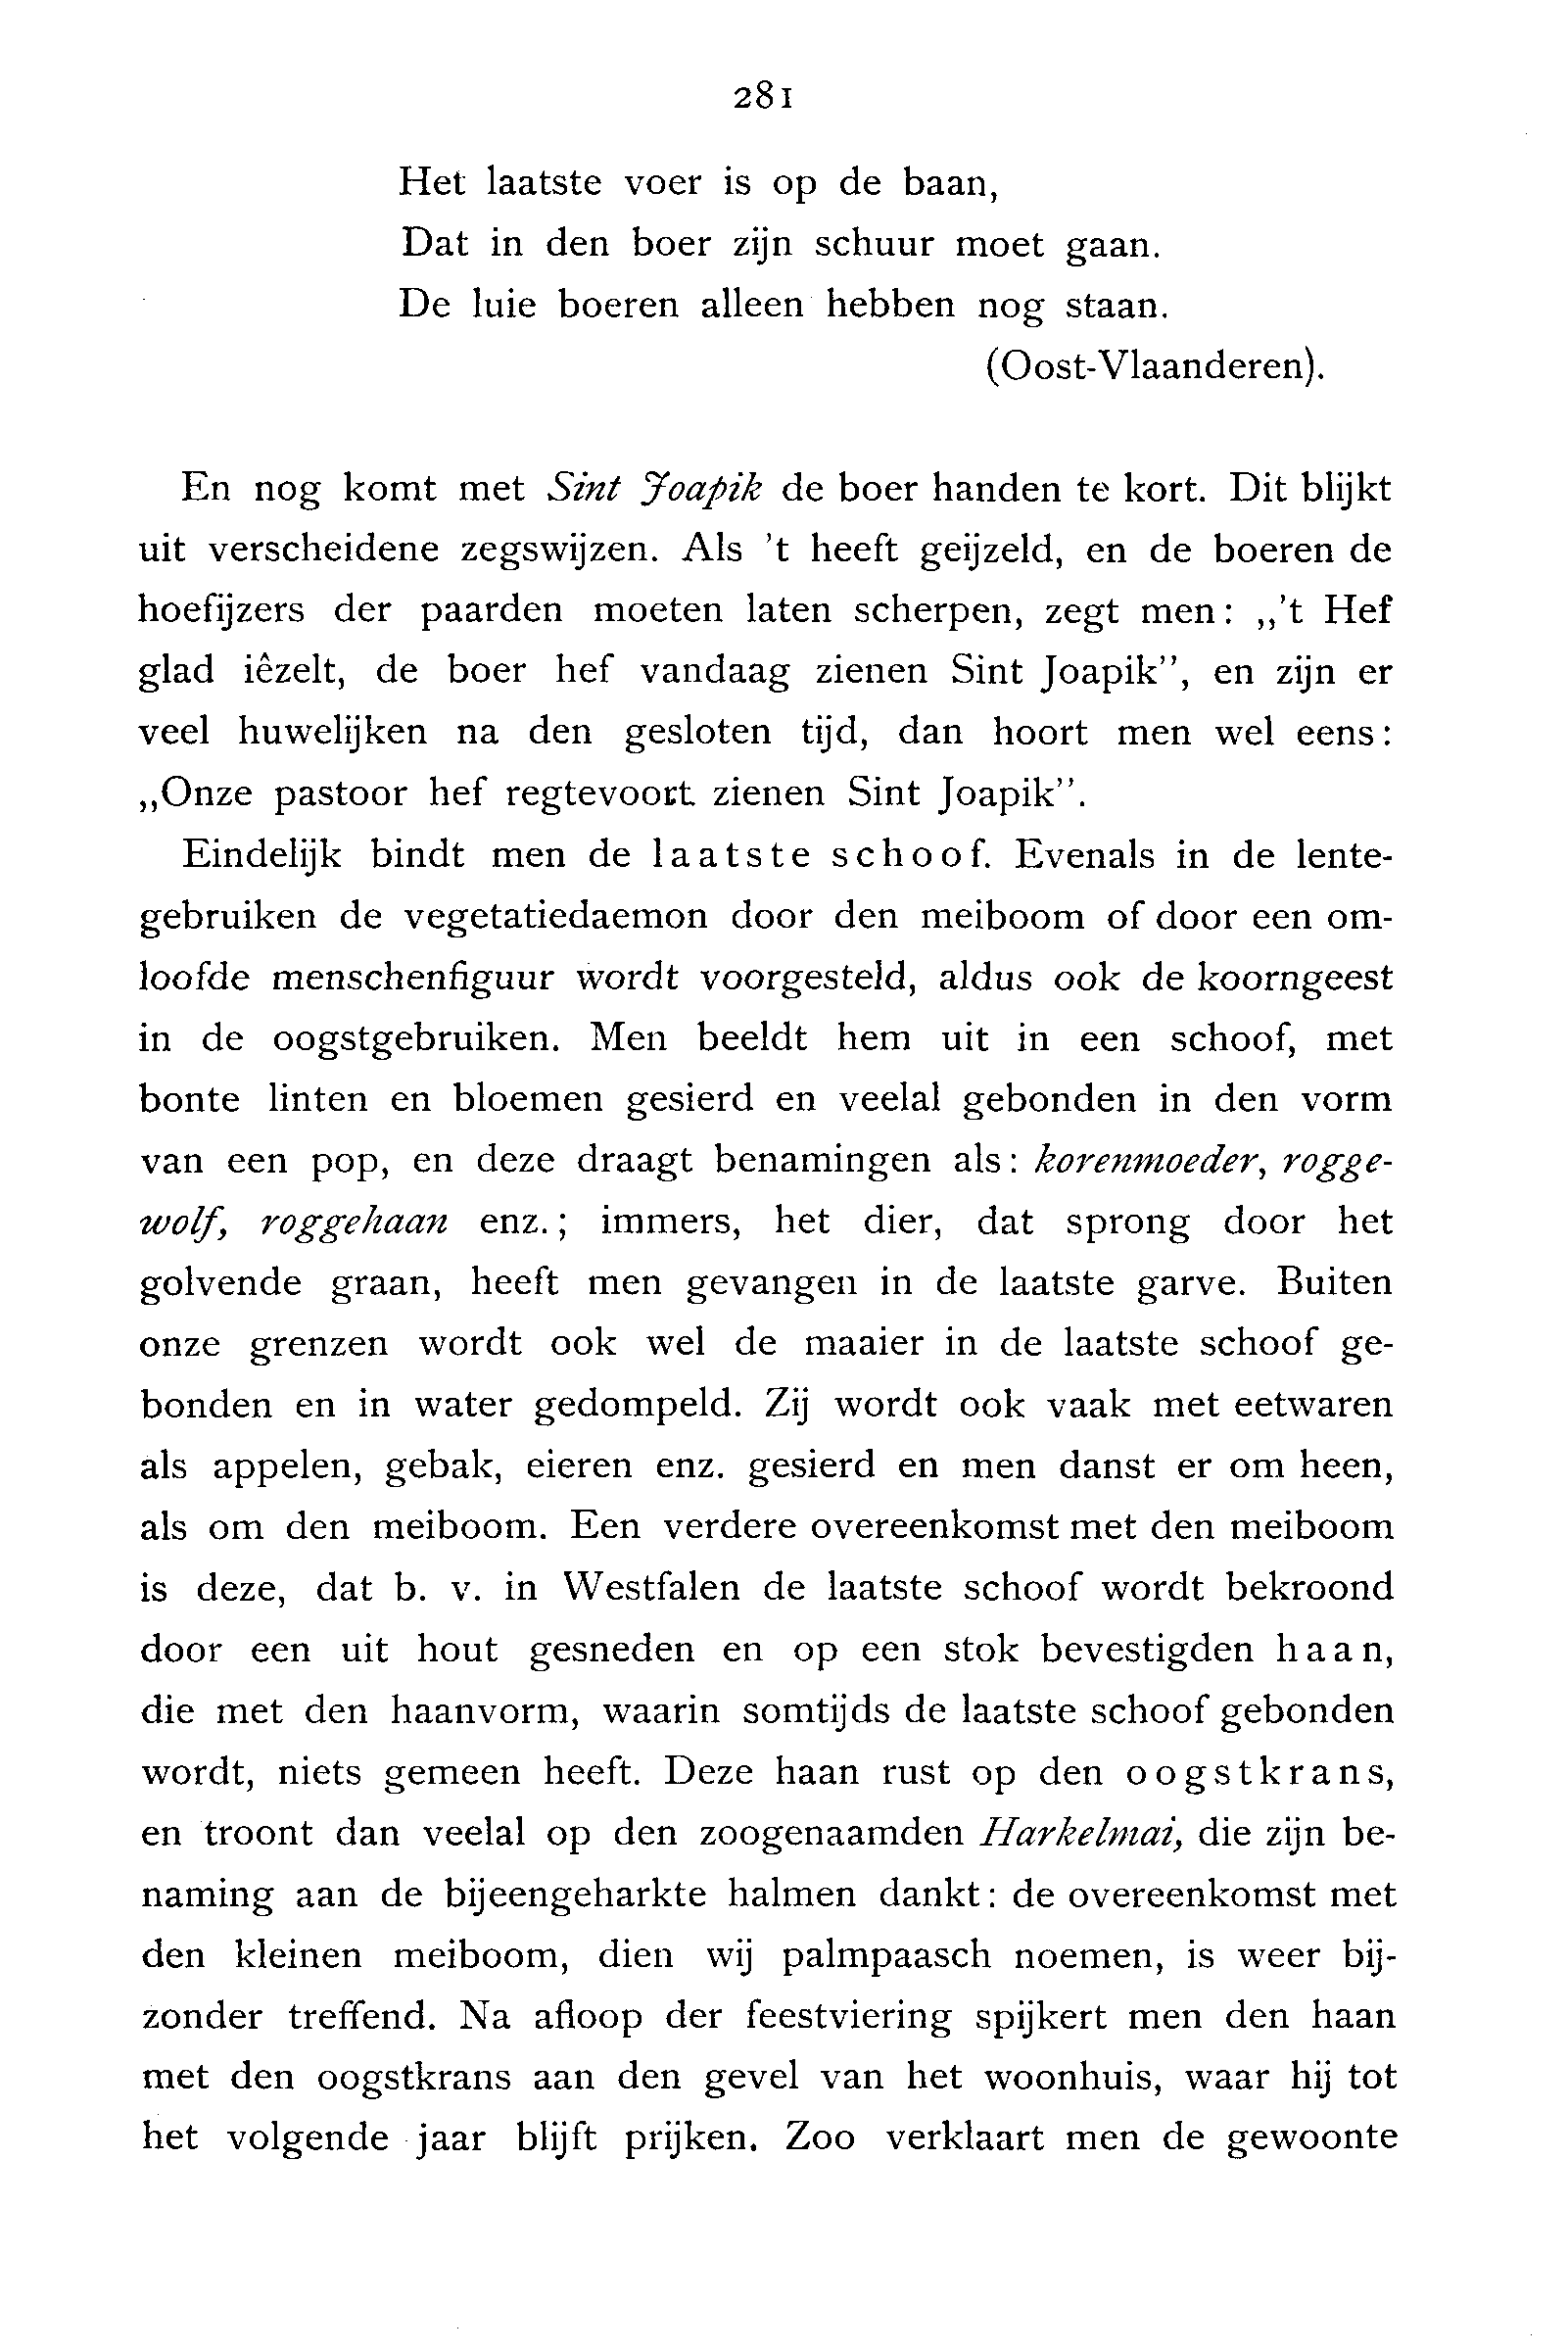 281
Het laatste voer is op de baan,
Dat in den boer zijn schuur moet gaan.
De luie boeren alleen hebben nog staan.
(Oost-Vlaanderen).
En nog komt met Sint Joapik de boer handen te kort. Dit blijkt
uit verscheidene zegswijzen. Als 't heeft geijzeld, en de boeren de
hoefijzers der paarden moeten laten scherpen, zegt men: „'t Hef
glad iêzelt, de boer hef vandaag zienen Sint Joapik”, en zijn er
veel huwelijken na den gesloten tijd, dan hoort men wel eens:
„Onze pastoor hef regtevoort zienen Sint Joapik”.
Eindelijk bindt men de laatste schoof. Evenals in de lente-
gebruiken de vegetatiedaemon door den meiboom of door een om-
loofde menschenfiguur wordt voorgesteld, aldus ook de koorngeest
in de oogstgebruiken. Men beeldt hem uit in een schoof, met
bonte linten en bloemen gesierd en veelal gebonden in den vorm
van een pop, en deze draagt benamingen als: korenmoeder, rogge-
wolf, roggehaan enz.; immers, het dier, dat sprong door het
golvende graan, heeft men gevangen in de laatste garve. Buiten
onze grenzen wordt ook wel de maaier in de laatste schoof ge-
bonden en in water gedompeld. Zij wordt ook vaak met eetwaren
als appelen, gebak, eieren enz. gesierd en men danst er om heen,
als om den meiboom. Een verdere overeenkomst met den meiboom
is deze, dat b. v. in Westfalen de laatste schoof wordt bekroond
door een uit hout gesneden en op een stok bevestigden haan,
die met den haanvorm, waarin somtijds de laatste schoof gebonden
wordt, niets gemeen heeft. Deze haan rust op den oogstkrans,
en troont dan veelal op den zoogenaamden Harkelmai, die zijn be-
naming aan de bijeengeharkte halmen dankt: de overeenkomst met
den kleinen meiboom, dien wij palmpaasch noemen, is weer bij-
zonder treffend. Na afloop der feestviering spijkert men den haan
met den oogstkrans aan den gevel van het woonhuis, waar hij tot
het volgende jaar blijft prijken. Zoo verklaart men de gewoonte